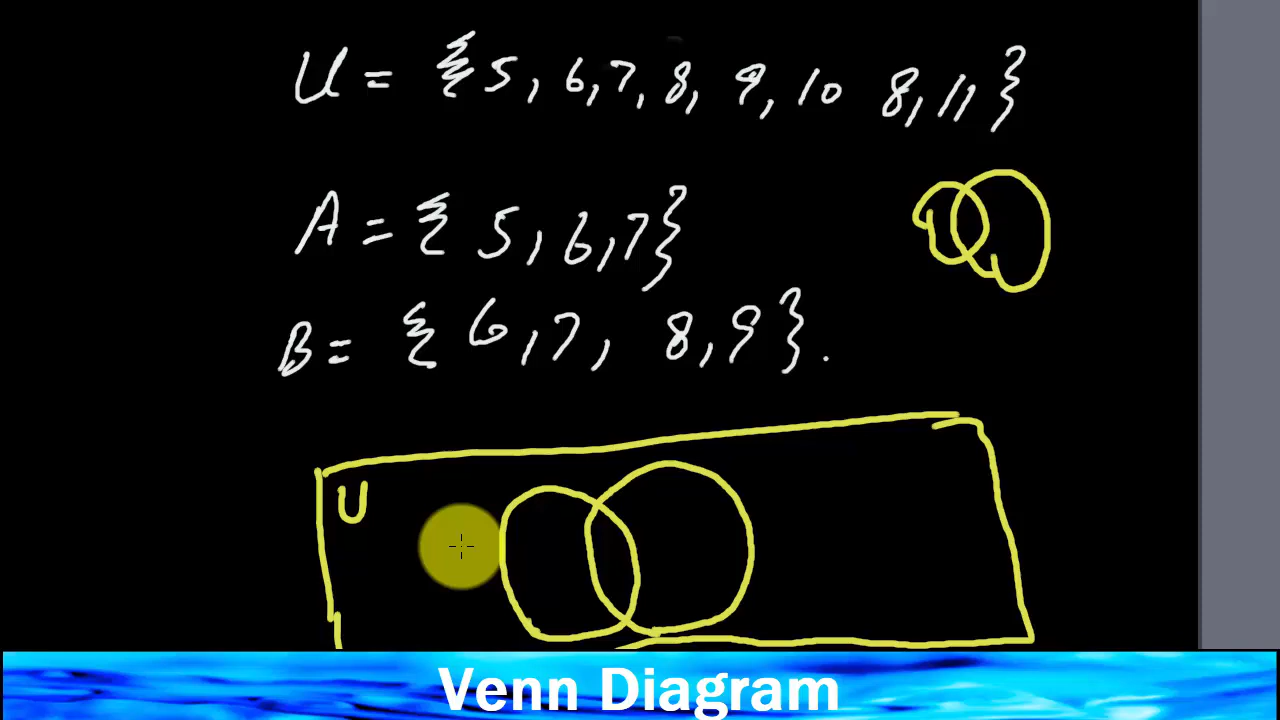 U = {5, 6, 7, 8, 9, 10 8, 11}
A = { 5, 6, 7}
B = { 6, 7, 8, 9}.
U
Venn Diagram